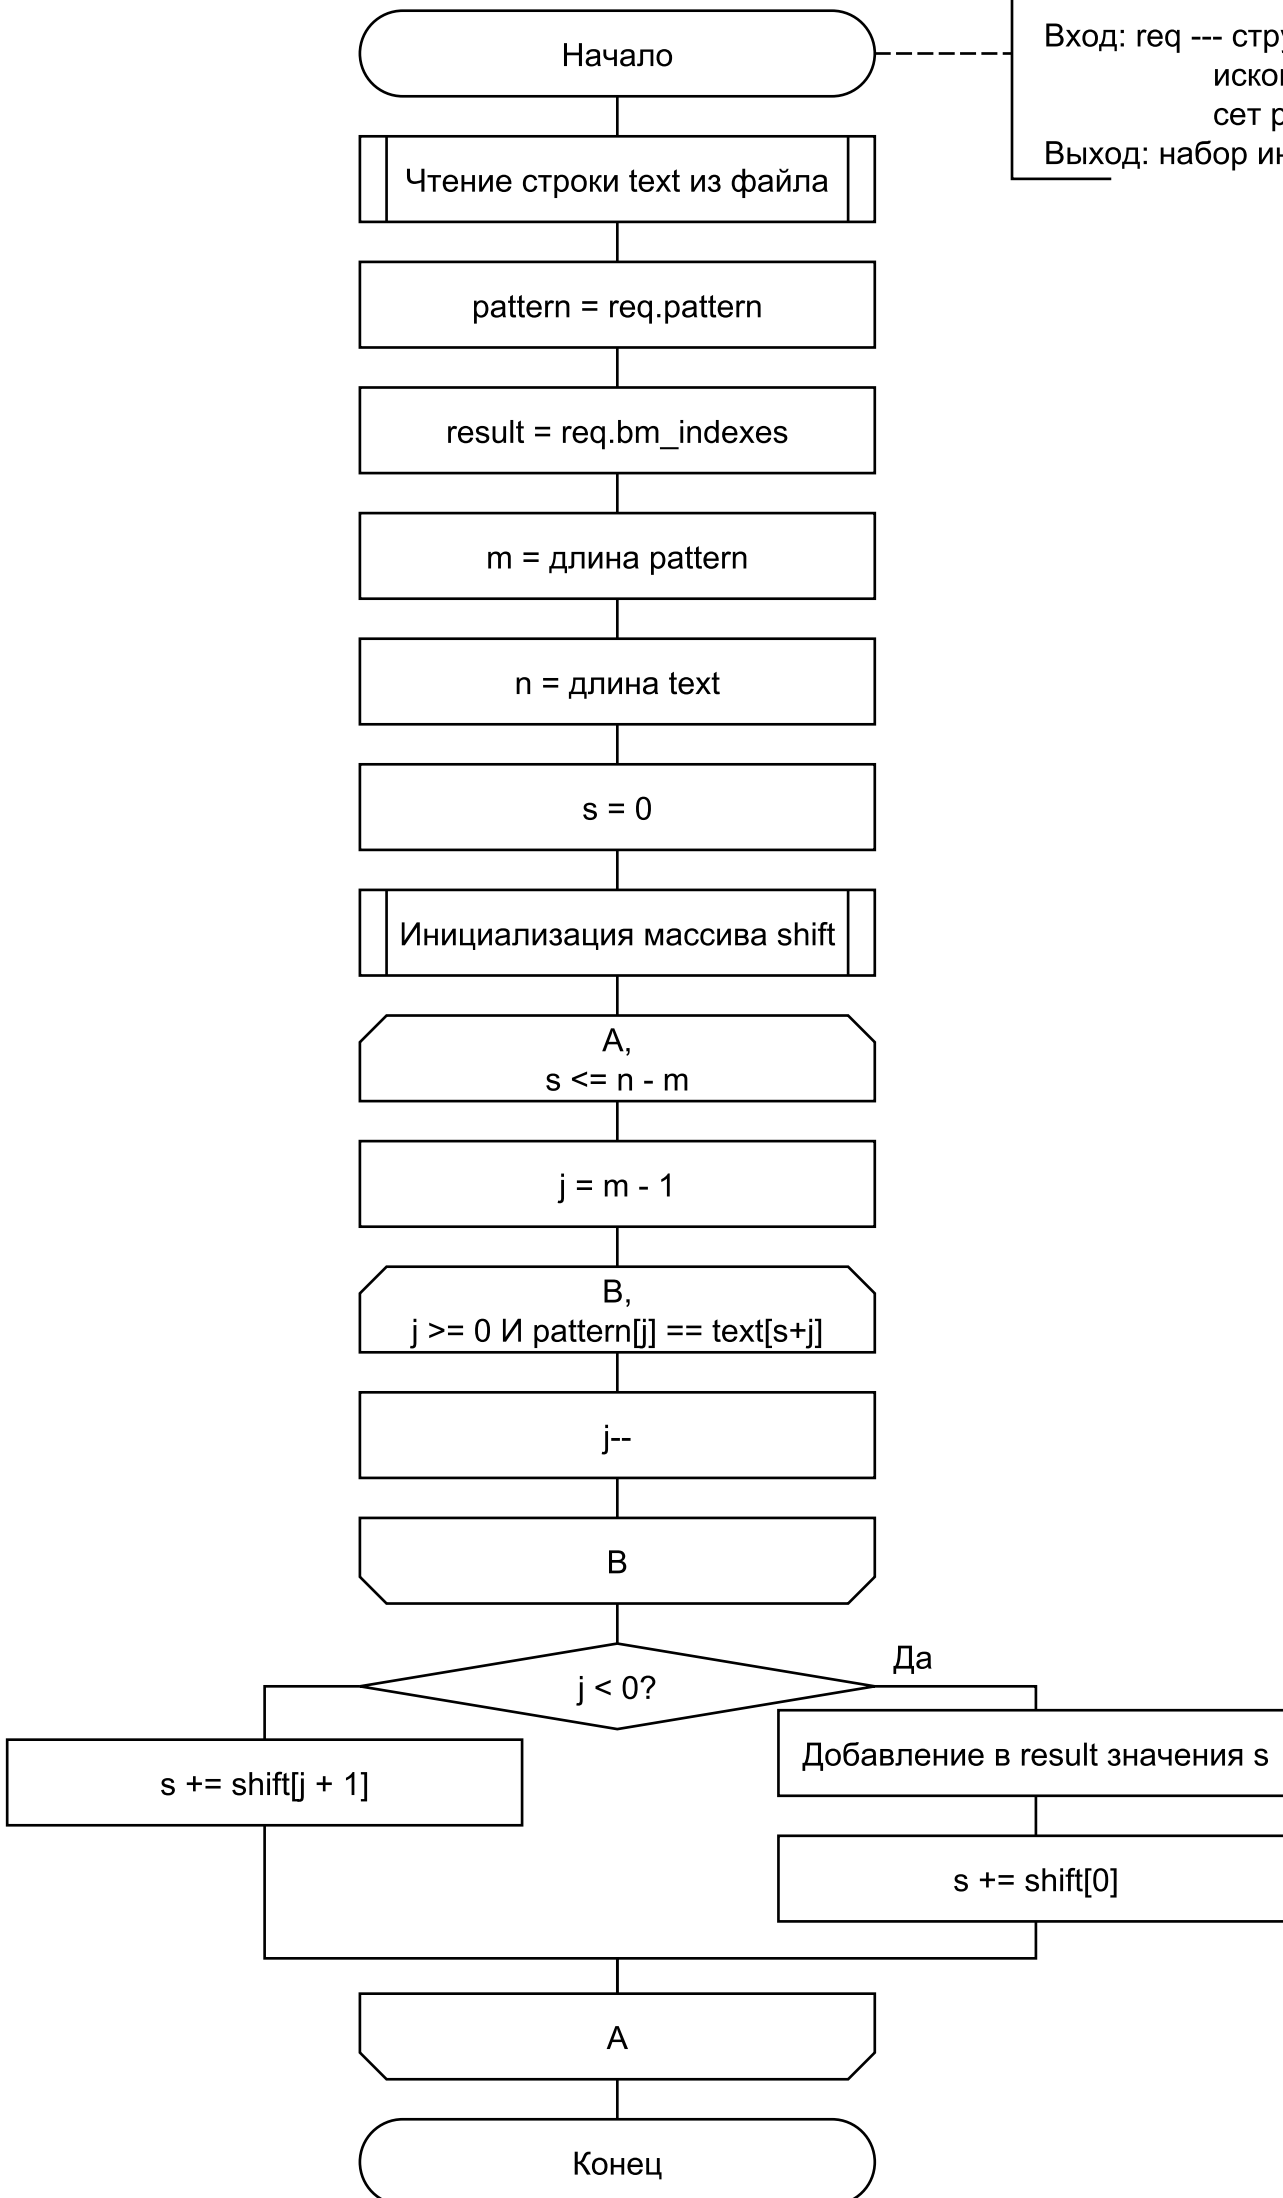 Начало
Вход: req ---
сет
Выход: набор
Чтение строки text из файла
pattern = req.pattern
result = req.bm_indexes
m = длина pattern
n = длина text
s = 0
Инициализация массива shift
A,
s <= n - m
j = m - 1
B,
j >= 0 И pattern[j] == text[s+j]
j--
B
j < 0?
Да
s += shift[j + 1]
Добавление в result значения s
s += shift[0]
A
Конец